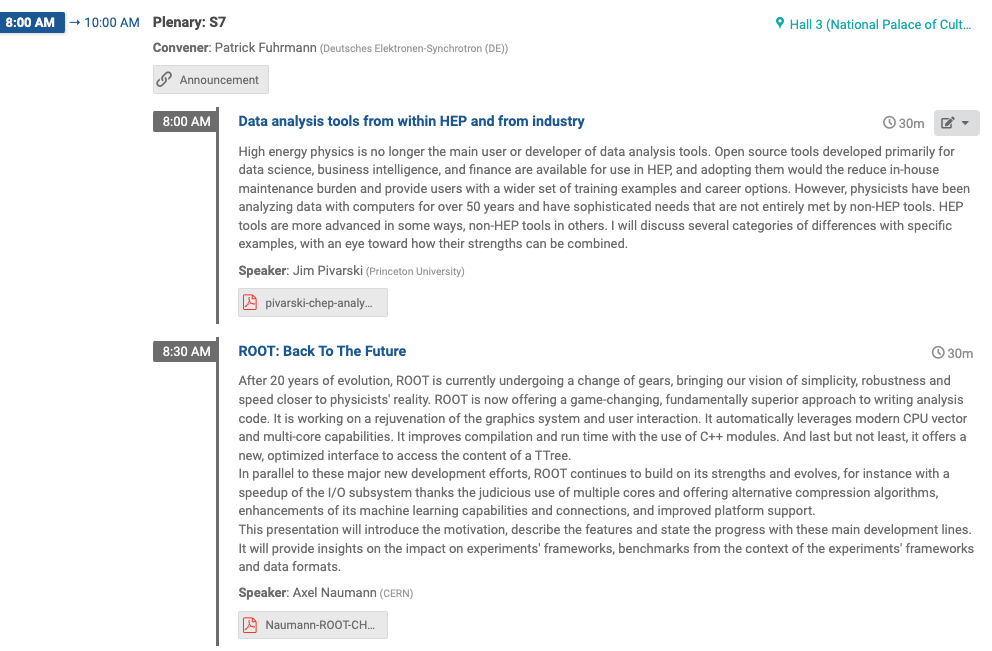 8:00 AM → 10:00 AM Plenary: S7 Hall 3 (National Palace of Cult...
Convener: Patrick Fuhrmann (Deutsches Elektronen-Synchrotron (DE))
Announcement
8:00 AM Data analysis tools from within HEP and from industry 30m
High energy physics is no longer the main user or developer of data analysis tools. Open source tools developed primarily for
data science, business intelligence, and finance are available for use in HEP, and adopting them would the reduce in-house
maintenance burden and provide users with a wider set of training examples and career options. However, physicists have been
analyzing data with computers for over 50 years and have sophisticated needs that are not entirely met by non-HEP tools. HEP
tools are more advanced in some ways, non-HEP tools in others. I will discuss several categories of differences with specific
examples, with an eye toward how their strengths can be combined.
Speaker: Jim Pivarski (Princeton University)
pivarski-chep-analy...
8:30 AM ROOT: Back To The Future 30m
After 20 years of evolution, ROOT is currently undergoing a change of gears, bringing our vision of simplicity, robustness and
speed closer to physicists' reality. ROOT is now offering a game-changing, fundamentally superior approach to writing analysis
code. It is working on a rejuvenation of the graphics system and user interaction. It automatically leverages modern CPU vector
and multi-core capabilities. It improves compilation and run time with the use of C++ modules. And last but not least, it offers a
new, optimized interface to access the content of a TTree.
In parallel to these major new development efforts, ROOT continues to build on its strengths and evolves, for instance with a
speedup of the I/O subsystem thanks the judicious use of multiple cores and offering alternative compression algorithms,
enhancements of its machine learning capabilities and connections, and improved platform support.
This presentation will introduce the motivation, describe the features and state the progress with these main development lines.
It will provide insights on the impact on experiments' frameworks, benchmarks from the context of the experiments' frameworks
and data formats.
Speaker: Axel Naumann (CERN)
Naumann-ROOT-CH...